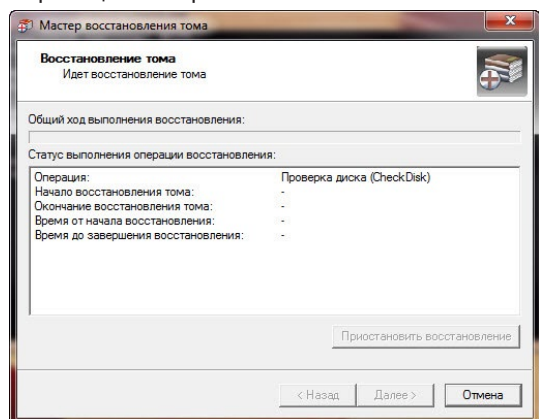 Мастер восстановления тома
Восстановление тома
Идет восстановление тома
Общий ход выполнения восстановления:
Статус выполнения операции восстановления:
Операция: Проверка диска (CheckDisk)
Начало восстановления тома: -
Окончание восстановления тома: -
Время от начала восстановления: -
Время до завершения восстановления: -
Приостановить восстановление
< Назад Далее > Отмена